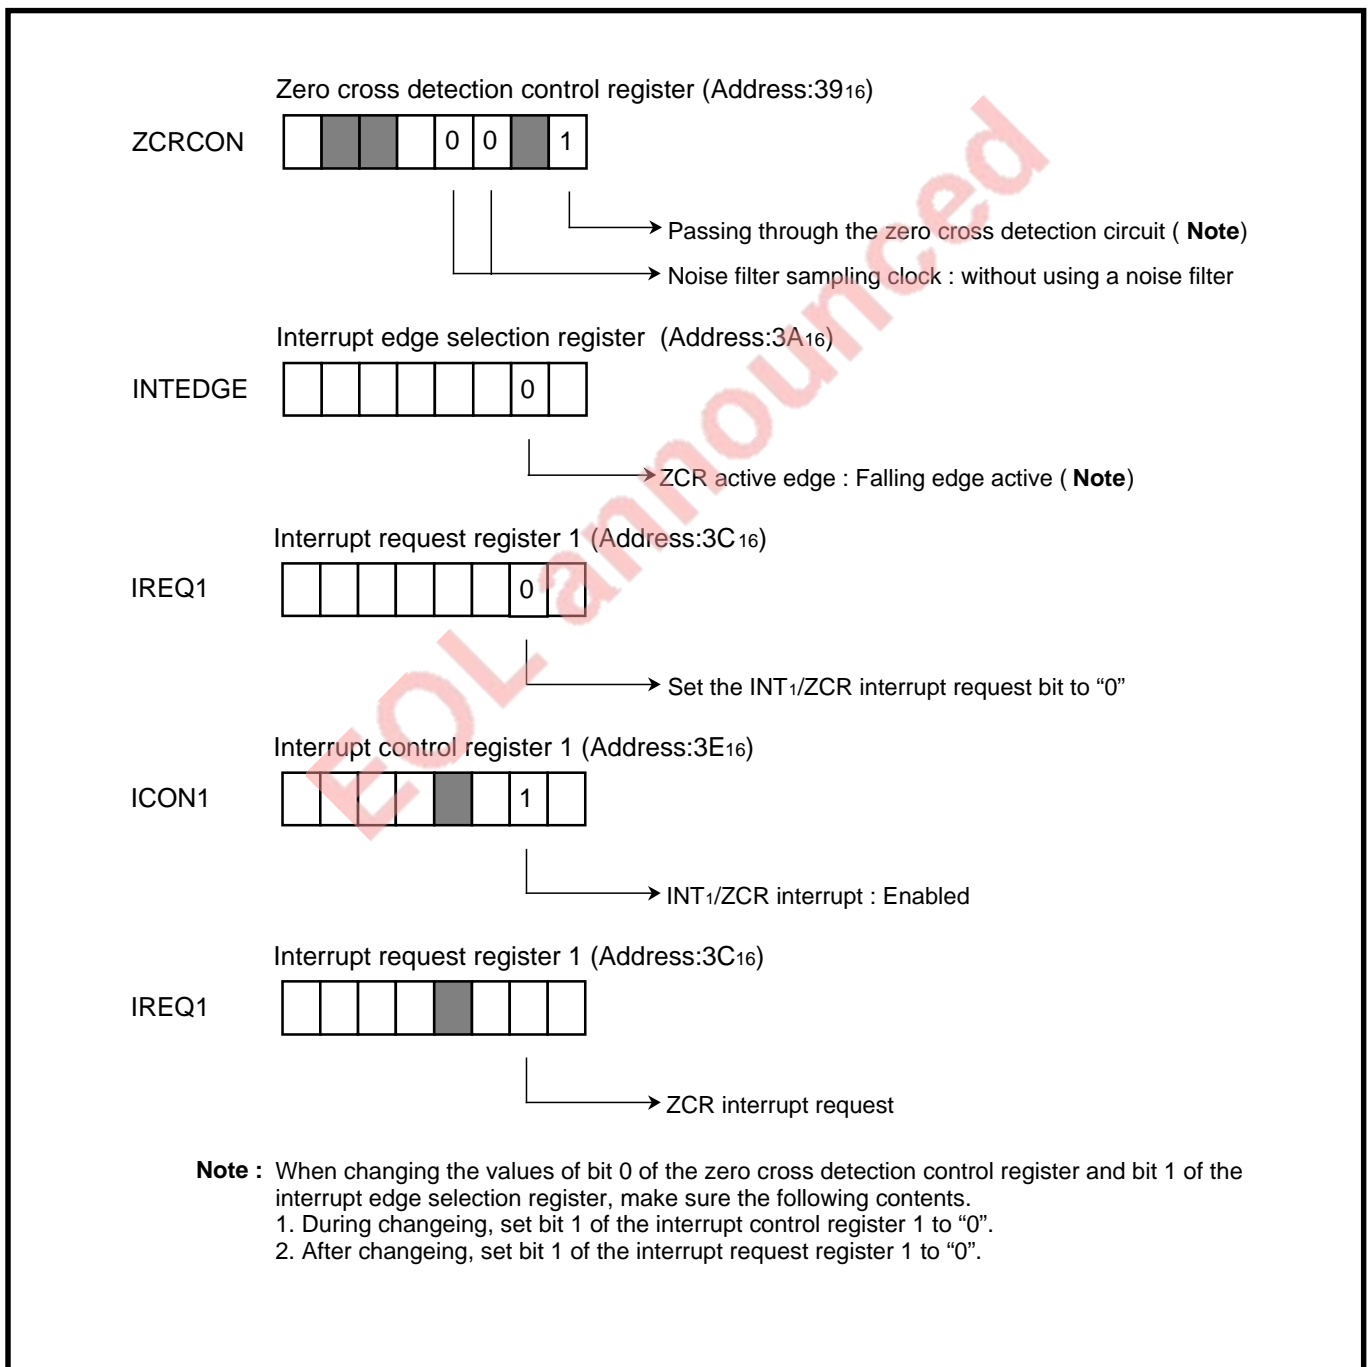 Zero cross detection control register (Address:3916)
ZCRCON
0 0 1
Passing through the zero cross detection circuit ( Note)
Noise filter sampling clock : without using a noise filter
Interrupt edge selection register (Address:3A16)
INTEDGE
0
ZCR active edge : Falling edge active ( Note)
Interrupt request register 1 (Address:3C16)
IREQ1
0
Set the INT1/ZCR interrupt request bit to “0”
Interrupt control register 1 (Address:3E16)
ICON1
1
INT1/ZCR interrupt : Enabled
Interrupt request register 1 (Address:3C16)
IREQ1
ZCR interrupt request
Note : When changing the values of bit 0 of the zero cross detection control register and bit 1 of the
interrupt edge selection register, make sure the following contents.
1. During changeing, set bit 1 of the interrupt control register 1 to “0”.
2. After changeing, set bit 1 of the interrupt request register 1 to “0”.
EOL announced